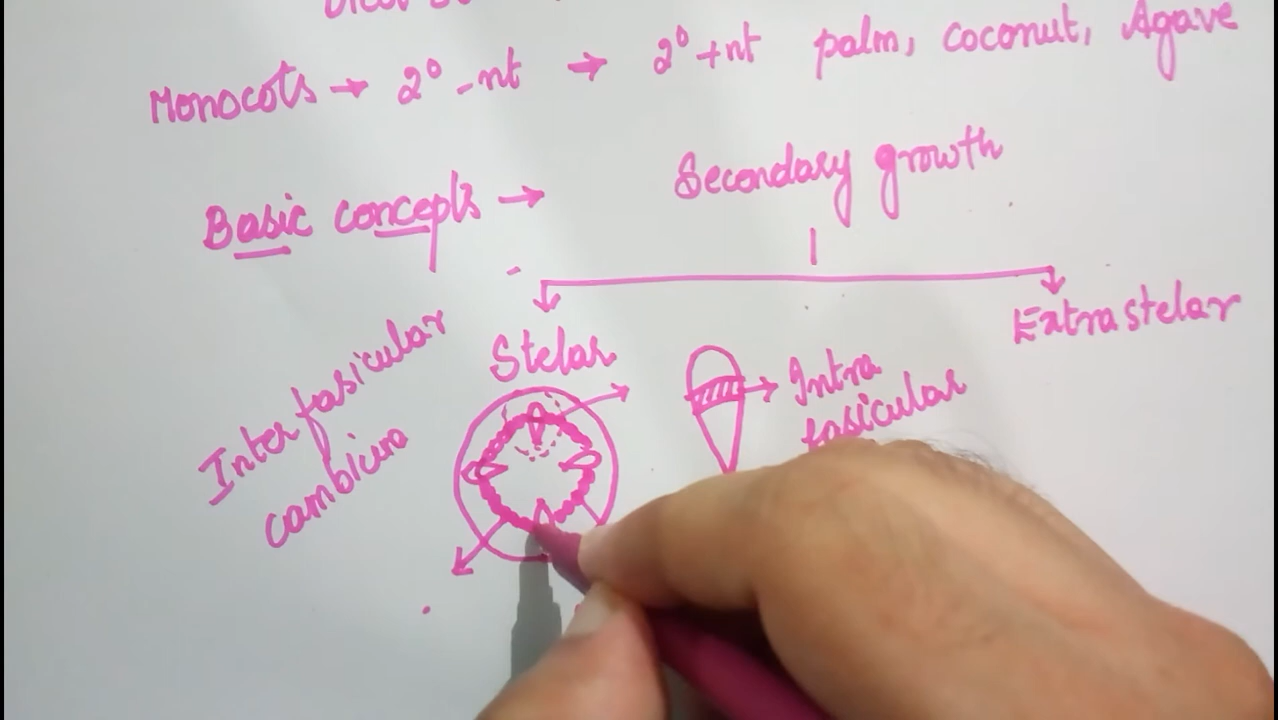 Monocots → 2° -nt → 2° +nt palm, coconut, Agave
Basic concepts → Secondary growth
Stelar Extrastelar
Inter fasicular
cambium
Intra
fasicular